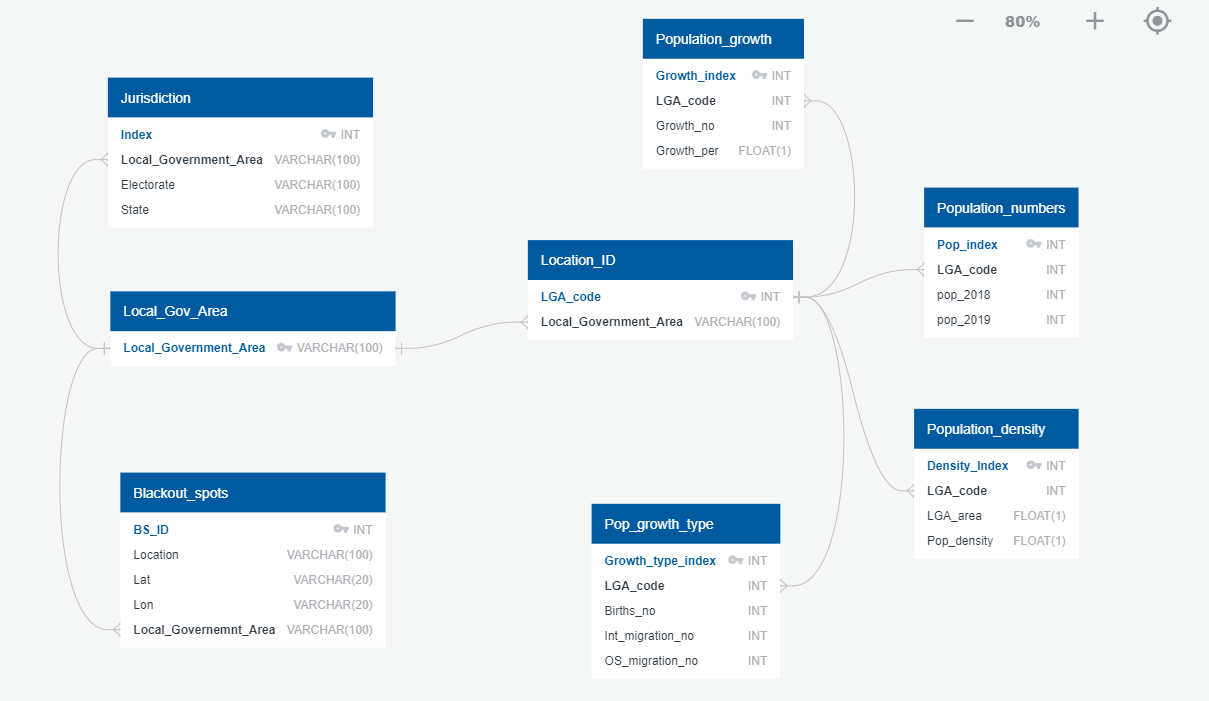 80%
Population_growth
Growth_index INT
LGA_code INT
Growth_no INT
Growth_per FLOAT(1)
Jurisdiction
Index INT
Local_Government_Area VARCHAR(100)
Electorate VARCHAR(100)
State VARCHAR(100)
Population_numbers
Pop_index INT
LGA_code INT
pop_2018 INT
pop_2019 INT
Location_ID
LGA_code INT
Local_Government_Area VARCHAR(100)
Local_Gov_Area
Local_Government_Area VARCHAR(100)
Population_density
Density_Index INT
LGA_code INT
LGA_area FLOAT(1)
Pop_density FLOAT(1)
Blackout_spots
BS_ID INT
Location VARCHAR(100)
Lat VARCHAR(20)
Lon VARCHAR(20)
Local_Governemnt_Area VARCHAR(100)
Pop_growth_type
Growth_type_index INT
LGA_code INT
Births_no INT
Int_migration_no INT
OS_migration_no INT